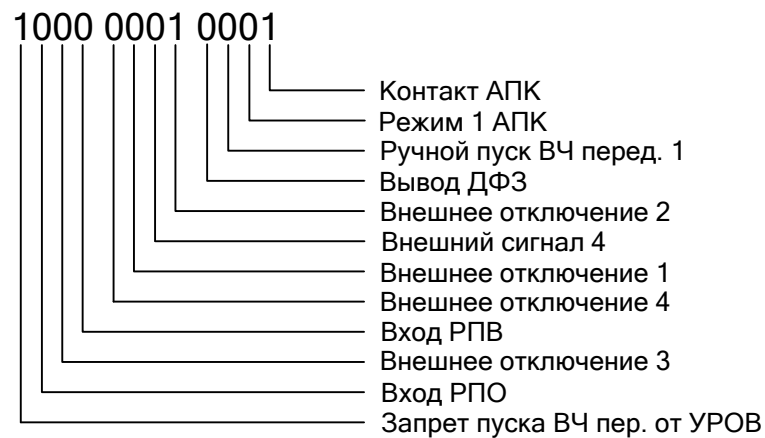 1000 0001 0001
Контакт АПК
Режим 1 АПК
Ручной пуск ВЧ перед. 1
Вывод ДФЗ
Внешнее отключение 2
Внешний сигнал 4
Внешнее отключение 1
Внешнее отключение 4
Вход РПВ
Внешнее отключение 3
Вход РПО
Запрет пуска ВЧ пер. от УРОВ